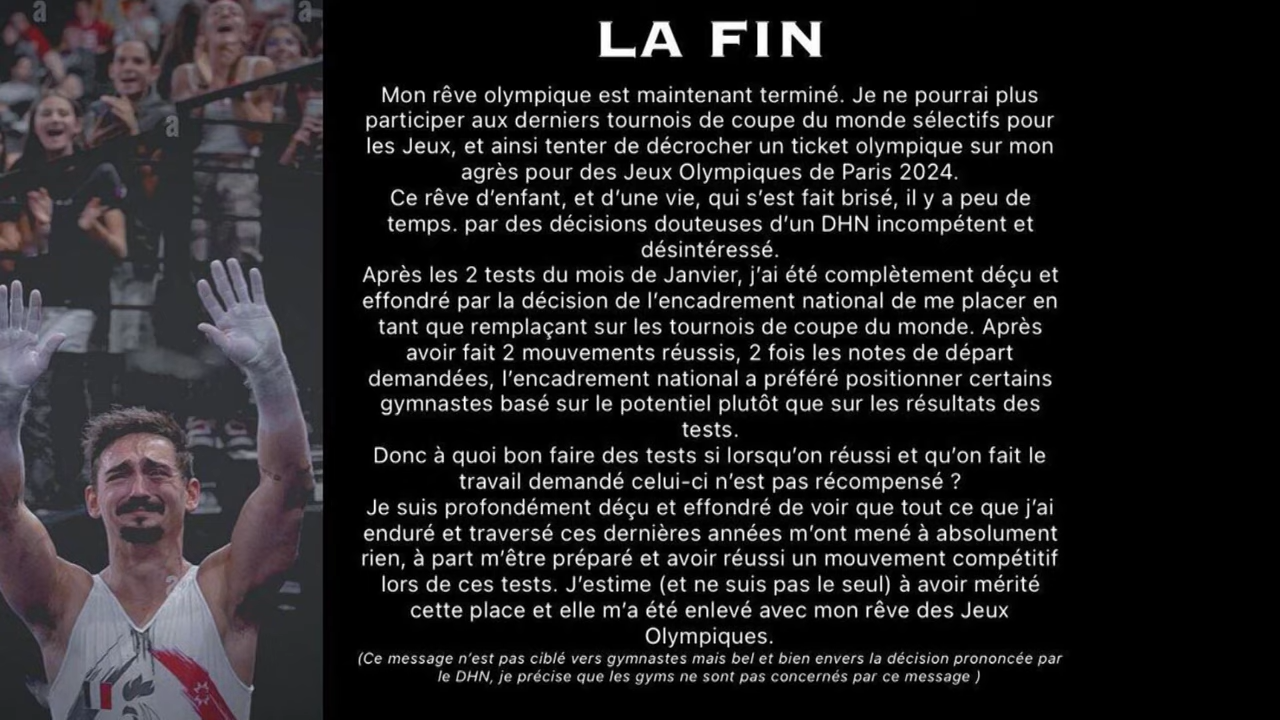 LA FIN
Mon rêve olympique est maintenant terminé. Je ne pourrai plus
participer aux derniers tournois de coupe du monde sélectifs pour
les Jeux, et ainsi tenter de décrocher un ticket olympique sur mon
agrès pour des Jeux Olympiques de Paris 2024.
Ce rêve d'enfant, et d'une vie, qui s'est fait brisé, il y a peu de
temps. par des décisions douteuses d'un DHN incompétent et
désintéressé.
Après les 2 tests du mois de Janvier, j'ai été complètement déçu et
effondré par la décision de l'encadrement national de me placer en
tant que remplaçant sur les tournois de coupe du monde. Après
avoir fait 2 mouvements réussis, 2 fois les notes de départ
demandées, l'encadrement national a préféré positionner certains
gymnastes basé sur le potentiel plutôt que sur les résultats des
tests.
Donc à quoi bon faire des tests si lorsqu'on réussi et qu'on fait le
travail demandé celui-ci n'est pas récompensé ?
Je suis profondément déçu et effondré de voir que tout ce que j'ai
enduré et traversé ces dernières années m'ont mené à absolument
rien, à part m'être préparé et avoir réussi un mouvement compétitif
lors de ces tests. J'estime (et ne suis pas le seul) à avoir mérité
cette place et elle m'a été enlevé avec mon rêve des Jeux
Olympiques.
(Ce message n'est pas ciblé vers gymnastes mais bel et bien envers la décision prononcée par
le DHN, je précise que les gyms ne sont pas concernés par ce message )
a
a
a
a